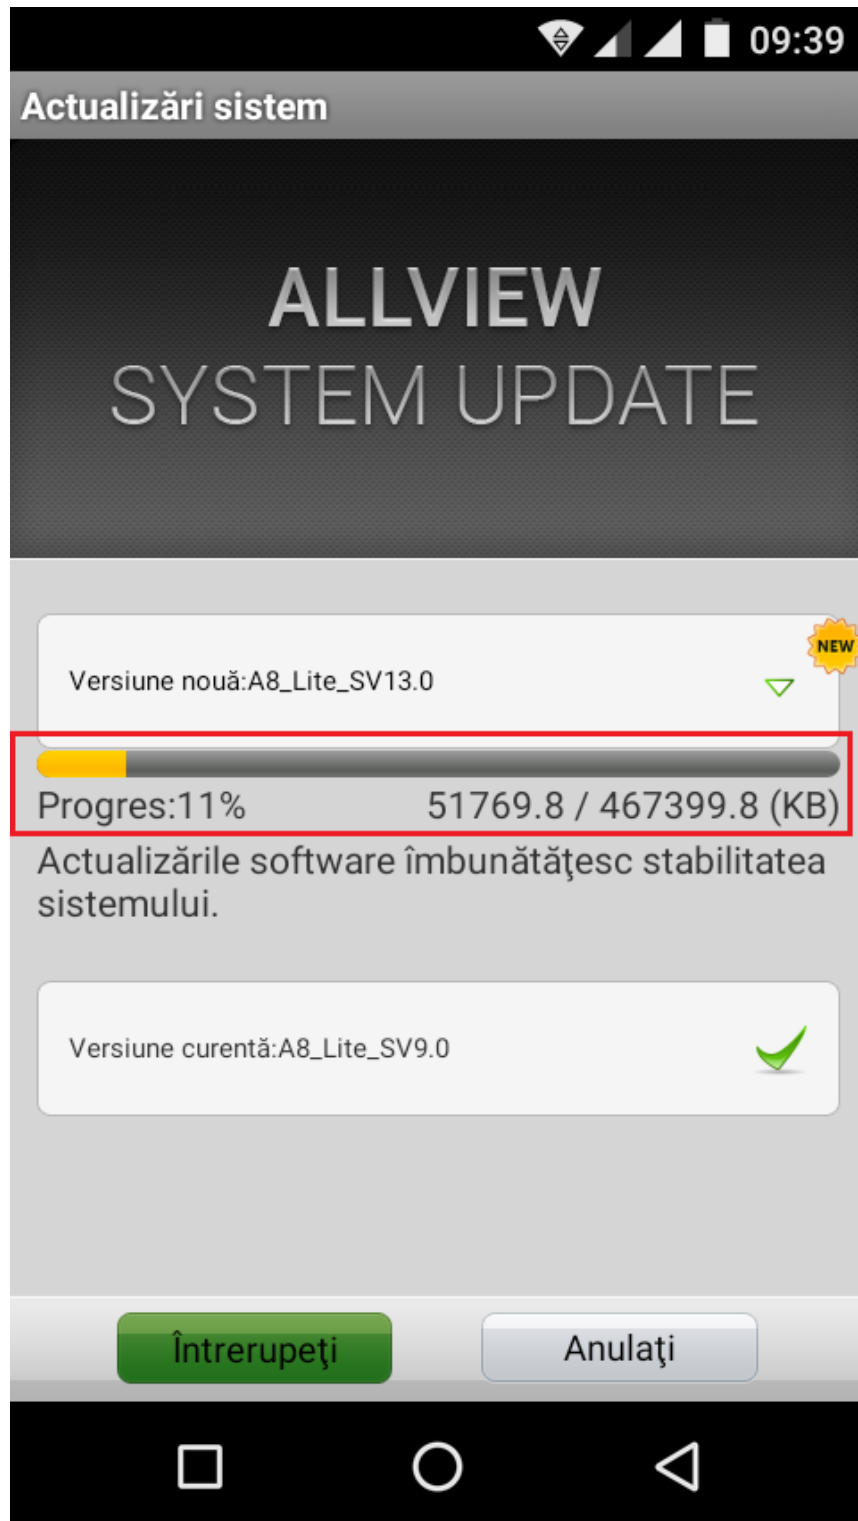 09:39
Actualizări sistem
ALLVIEW
SYSTEM UPDATE
NEW
Versiune nouă:A8_Lite_SV13.0
Progres:11% 51769.8 / 467399.8 (KB)
Actualizările software îmbunătăţesc stabilitatea
sistemului.
Versiune curentă:A8_Lite_SV9.0
Întrerupeţi Anulaţi